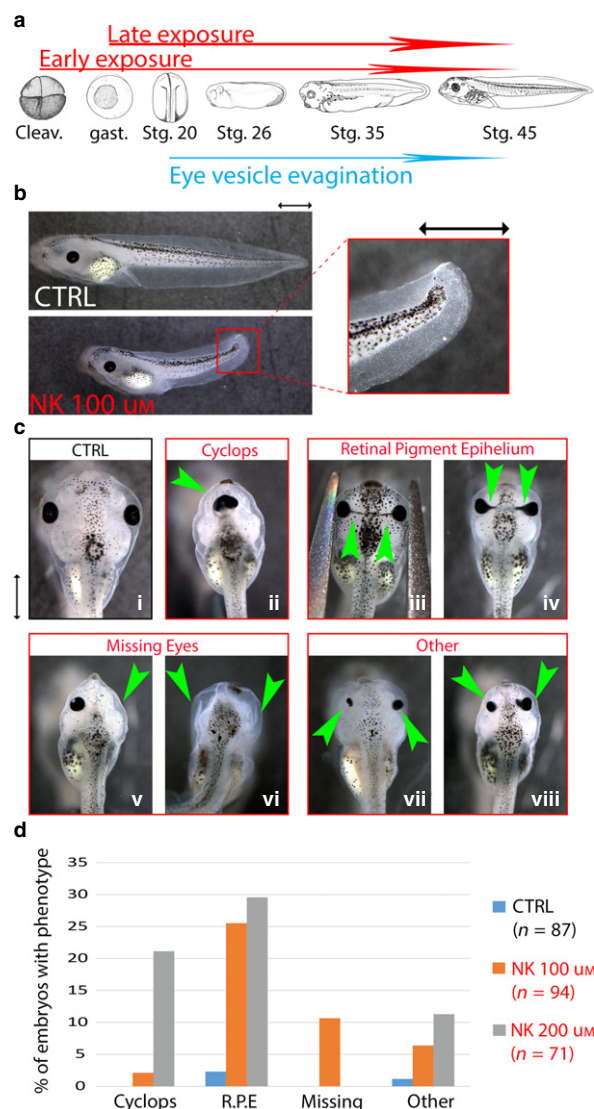 a
Late exposure
Early exposure
Cleav. gast. Stg. 20 Stg. 26 Stg. 35 Stg. 45
Eye vesicle evagination
b
CTRL
NK 100 uM
c
CTRL Cyclops Retinal Pigment Epihelium
i ii iii iv
Missing Eyes Other
v vi vii viii
d
% of embryos with phenotype
35
30
25
20
15
10
5
0
Cyclops R.P.E Missing Other
CTRL
(n = 87)
NK 100 uM
(n = 94)
NK 200 uM
(n = 71)